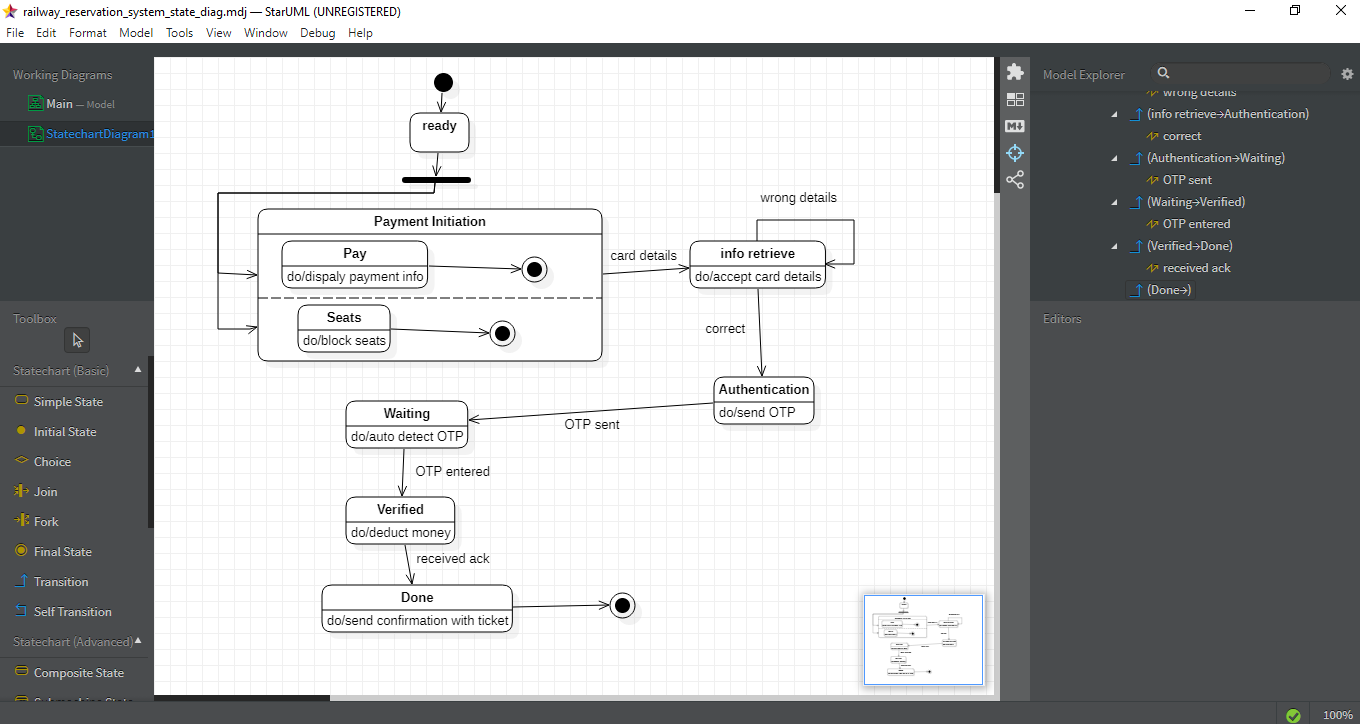 railway_reservation_system_state_diag.mdj — StarUML (UNREGISTERED)
File Edit Format Model Tools View Window Debug Help
Working Diagrams
Main — Model
StatechartDiagram1
Toolbox
Statechart (Basic)
Simple State
Initial State
Choice
Join
Fork
Final State
Transition
Self Transition
Statechart (Advanced)
Composite State
ready
Payment Initiation
Pay
do/dispaly payment info
Seats
do/block seats
card details
wrong details
info retrieve
do/accept card details
correct
Authentication
do/send OTP
OTP sent
Waiting
do/auto detect OTP
OTP entered
Verified
do/deduct money
received ack
Done
do/send confirmation with ticket
M
Model Explorer
wrong details
(info retrieve→Authentication)
correct
(Authentication→Waiting)
OTP sent
(Waiting→Verified)
OTP entered
(Verified→Done)
received ack
(Done→)
Editors
100%